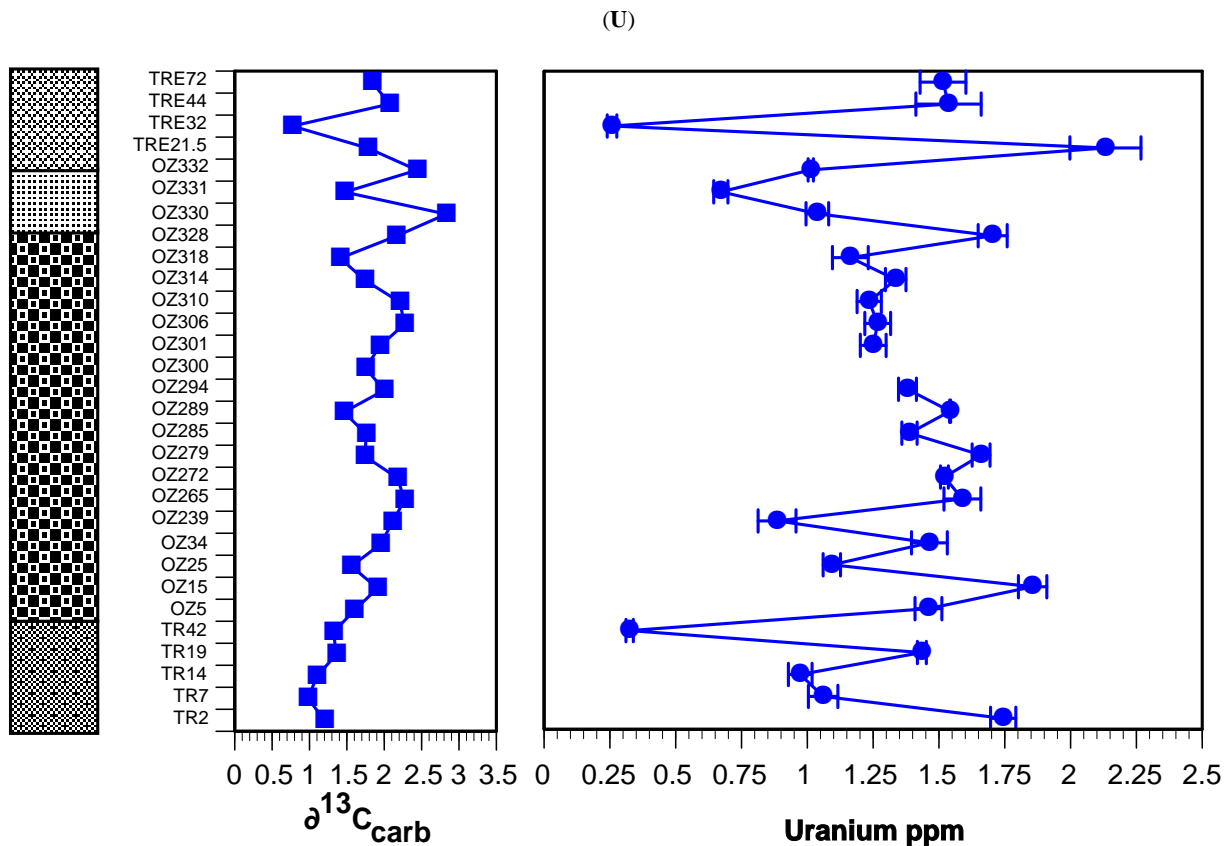 (U)
TRE72
TRE44
TRE32
TRE21.5
OZ332
OZ331
OZ330
OZ328
OZ318
OZ314
OZ310
OZ306
OZ301
OZ300
OZ294
OZ289
OZ285
OZ279
OZ272
OZ265
OZ239
OZ34
OZ25
OZ15
OZ5
TR42
TR19
TR14
TR7
TR2
0 0.5 1 1.5 2 2.5 3 3.5
∂13Ccarb
0 0.25 0.5 0.75 1 1.25 1.5 1.75 2 2.25 2.5
Uranium ppm